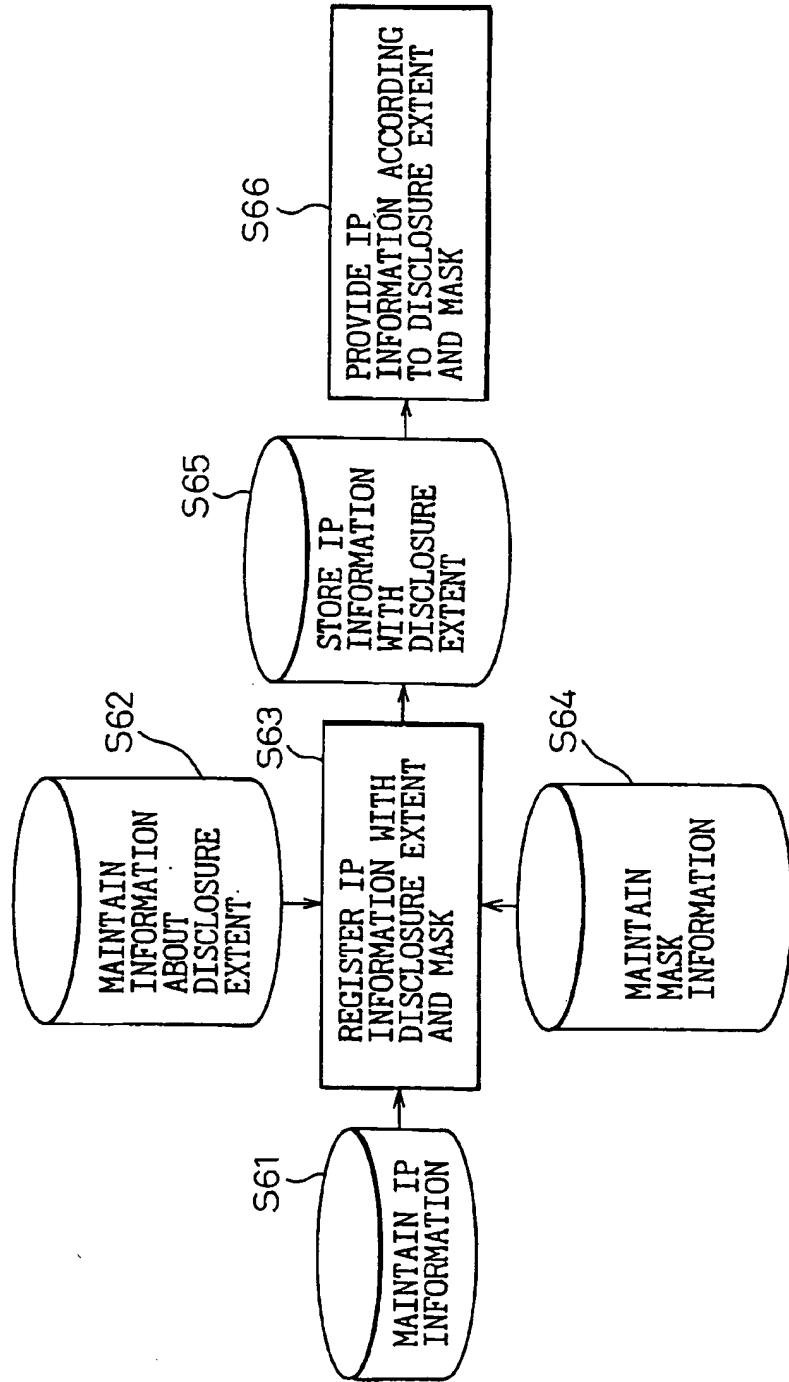 S61
MAINTAIN IP
INFORMATION
S62
MAINTAIN
INFORMATION
ABOUT
DISCLOSURE
EXTENT
S63
REGISTER IP
INFORMATION WITH
DISCLOSURE EXTENT
AND MASK
S64
MAINTAIN
MASK
INFORMATION
S65
STORE IP
INFORMATION
WITH
DISCLOSURE
EXTENT
S66
PROVIDE IP
INFORMATION ACCORDING
TO DISCLOSURE EXTENT
AND MASK